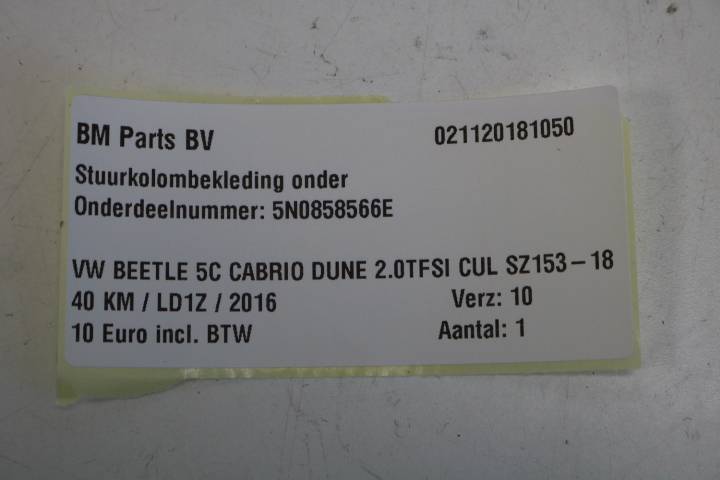 BM Parts BV 021120181050
Stuurkolombekleding onder
Onderdeelnummer: 5N0858566E
VW BEETLE 5C CABRIO DUNE 2.0TFSI CUL SZ153-18
40 KM / LD1Z / 2016 Verz: 10
10 Euro incl. BTW Aantal: 1